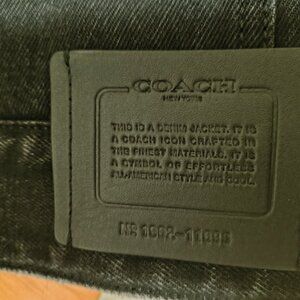 COACH
NEW YORK
THIS IS A DENIM JACKET. IT IS
A COACH ICON CRAFTED IN
THE FINEST MATERIALS. IT IS
A SYMBOL OF EFFORTLESS
ALL-AMERICAN STYLE AND COOL.
Nº